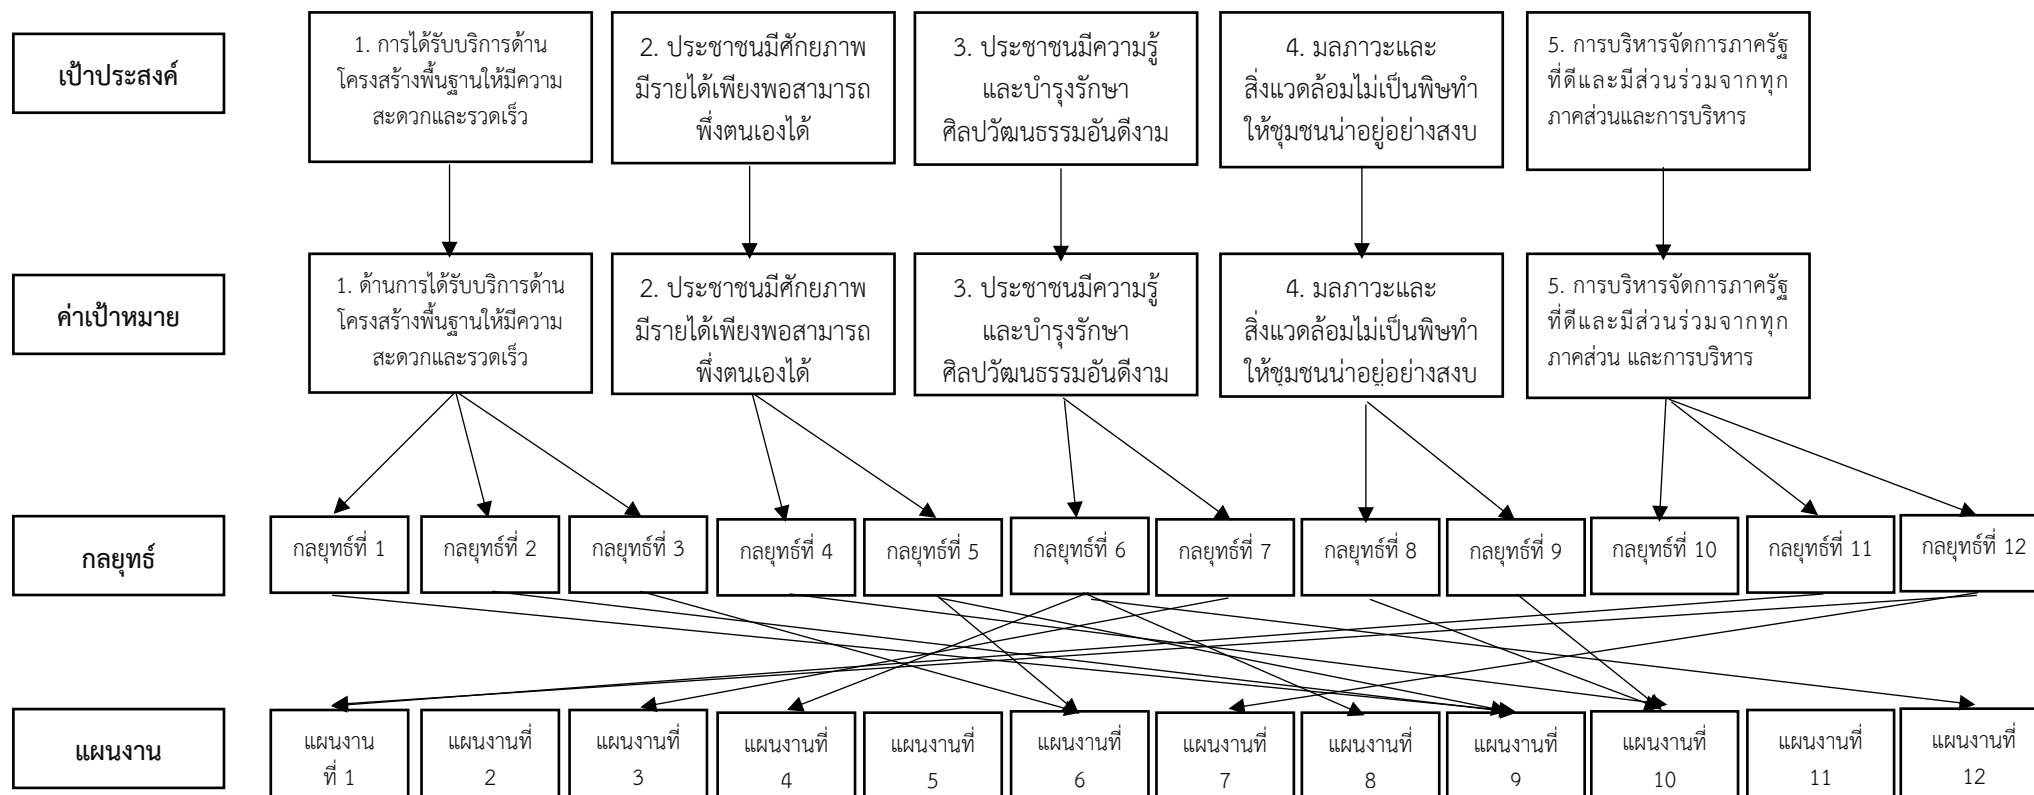 เป้าประสงค์
1. การได้รับบริการด้าน
โครงสร้างพื้นฐานให้มีความ
สะดวกและรวดเร็ว
2. ประชาชนมีศักยภาพ
มีรายได้เพียงพอสามารถ
พึ่งตนเองได้
3. ประชาชนมีความรู้
และบำรุงรักษา
ศิลปวัฒนธรรมอันดีงาม
4. มลภาวะและ
สิ่งแวดล้อมไม่เป็นพิษทำ
ให้ชุมชนน่าอยู่อย่างสงบ
5. การบริหารจัดการภาครัฐ
ที่ดีและมีส่วนร่วมจากทุก
ภาคส่วนและการบริหาร
ค่าเป้าหมาย
1. ด้านการได้รับบริการด้าน
โครงสร้างพื้นฐานให้มีความ
สะดวกและรวดเร็ว
2. ประชาชนมีศักยภาพ
มีรายได้เพียงพอสามารถ
พึ่งตนเองได้
3. ประชาชนมีความรู้
และบำรุงรักษา
ศิลปวัฒนธรรมอันดีงาม
4. มลภาวะและ
สิ่งแวดล้อมไม่เป็นพิษทำ
ให้ชุมชนน่าอยู่อย่างสงบ
5. การบริหารจัดการภาครัฐ
ที่ดีและมีส่วนร่วมจากทุก
ภาคส่วน และการบริหาร
กลยุทธ์
กลยุทธ์ที่ 1
กลยุทธ์ที่ 2
กลยุทธ์ที่ 3
กลยุทธ์ที่ 4
กลยุทธ์ที่ 5
กลยุทธ์ที่ 6
กลยุทธ์ที่ 7
กลยุทธ์ที่ 8
กลยุทธ์ที่ 9
กลยุทธ์ที่ 10
กลยุทธ์ที่ 11
กลยุทธ์ที่ 12
แผนงาน
แผนงาน
ที่ 1
แผนงานที่
2
แผนงานที่
3
แผนงานที่
4
แผนงานที่
5
แผนงานที่
6
แผนงานที่
7
แผนงานที่
8
แผนงานที่
9
แผนงานที่
10
แผนงานที่
11
แผนงานที่
12